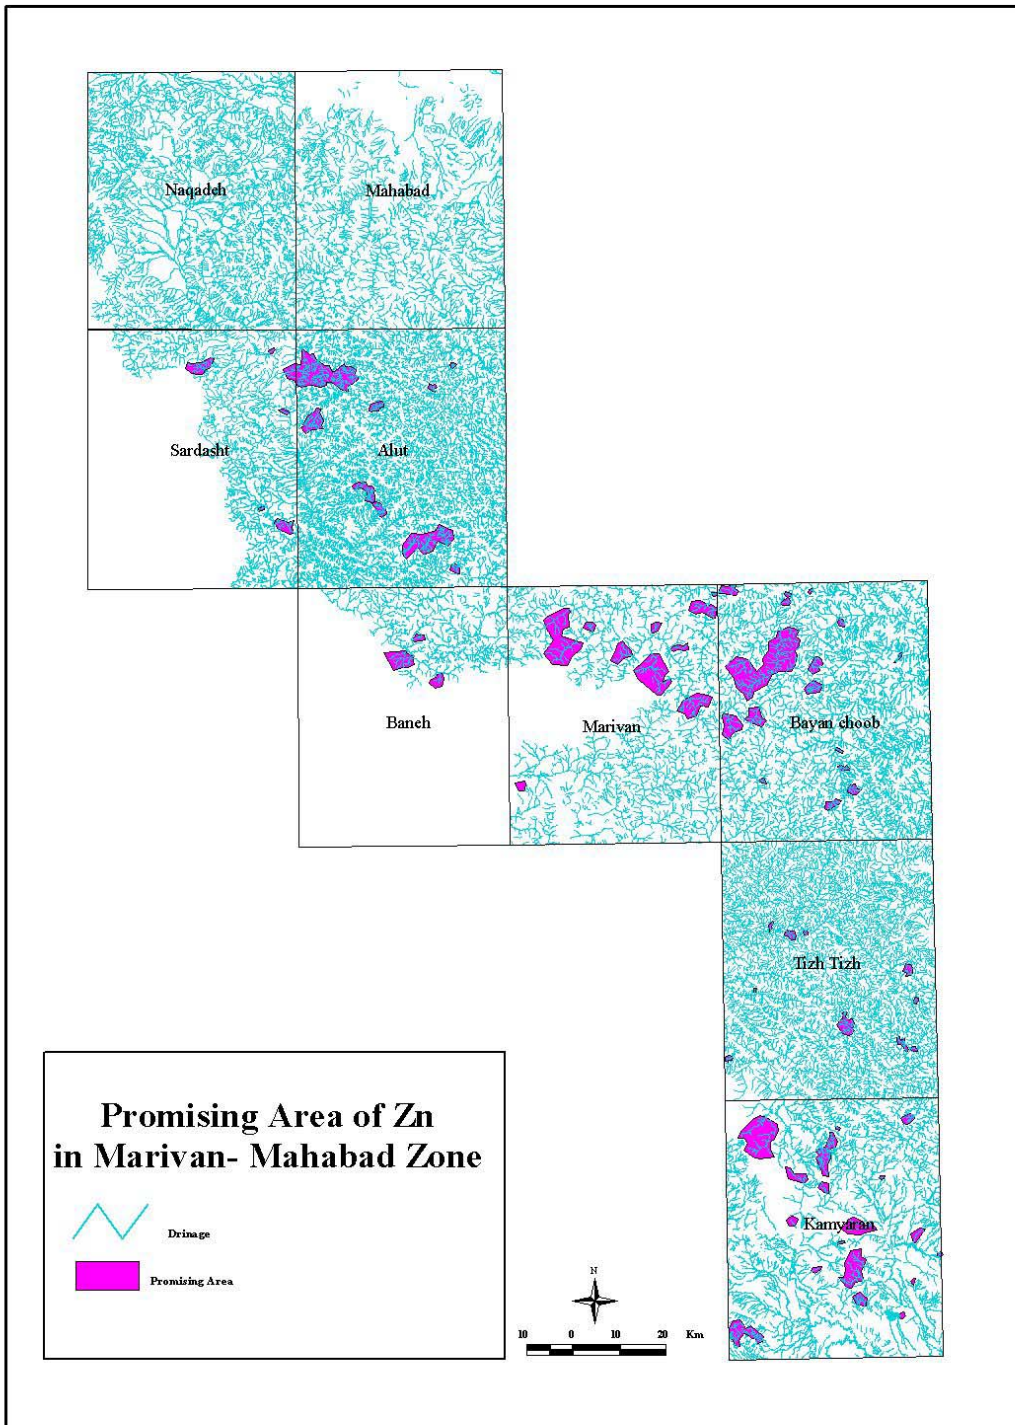 Naqadeh
Mahabad
Sardasht
Alut
Baneh
Marivan
Bayan choob
Tizh Tizh
Kamyaran
Promising Area of Zn
in Marivan- Mahabad Zone
Drinage
Promising Area
N
10 0 10 20 Km